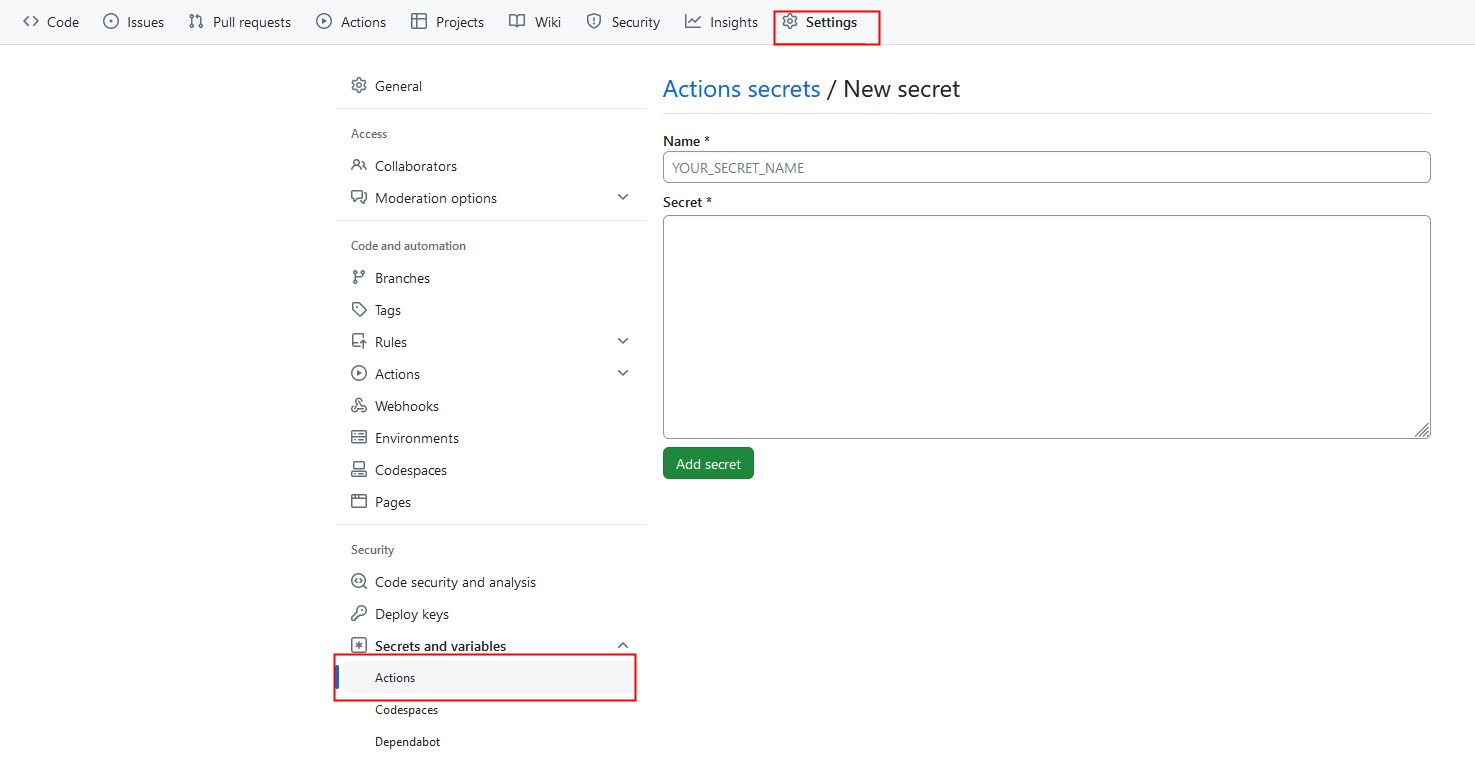 Code Issues Pull requests Actions Projects Wiki Security Insights Settings
General
Access
Collaborators
Moderation options
Code and automation
Branches
Tags
Rules
Actions
Webhooks
Environments
Codespaces
Pages
Security
Code security and analysis
Deploy keys
Secrets and variables
Actions
Codespaces
Dependabot
Actions secrets / New secret
Name *
YOUR_SECRET_NAME
Secret *
Add secret